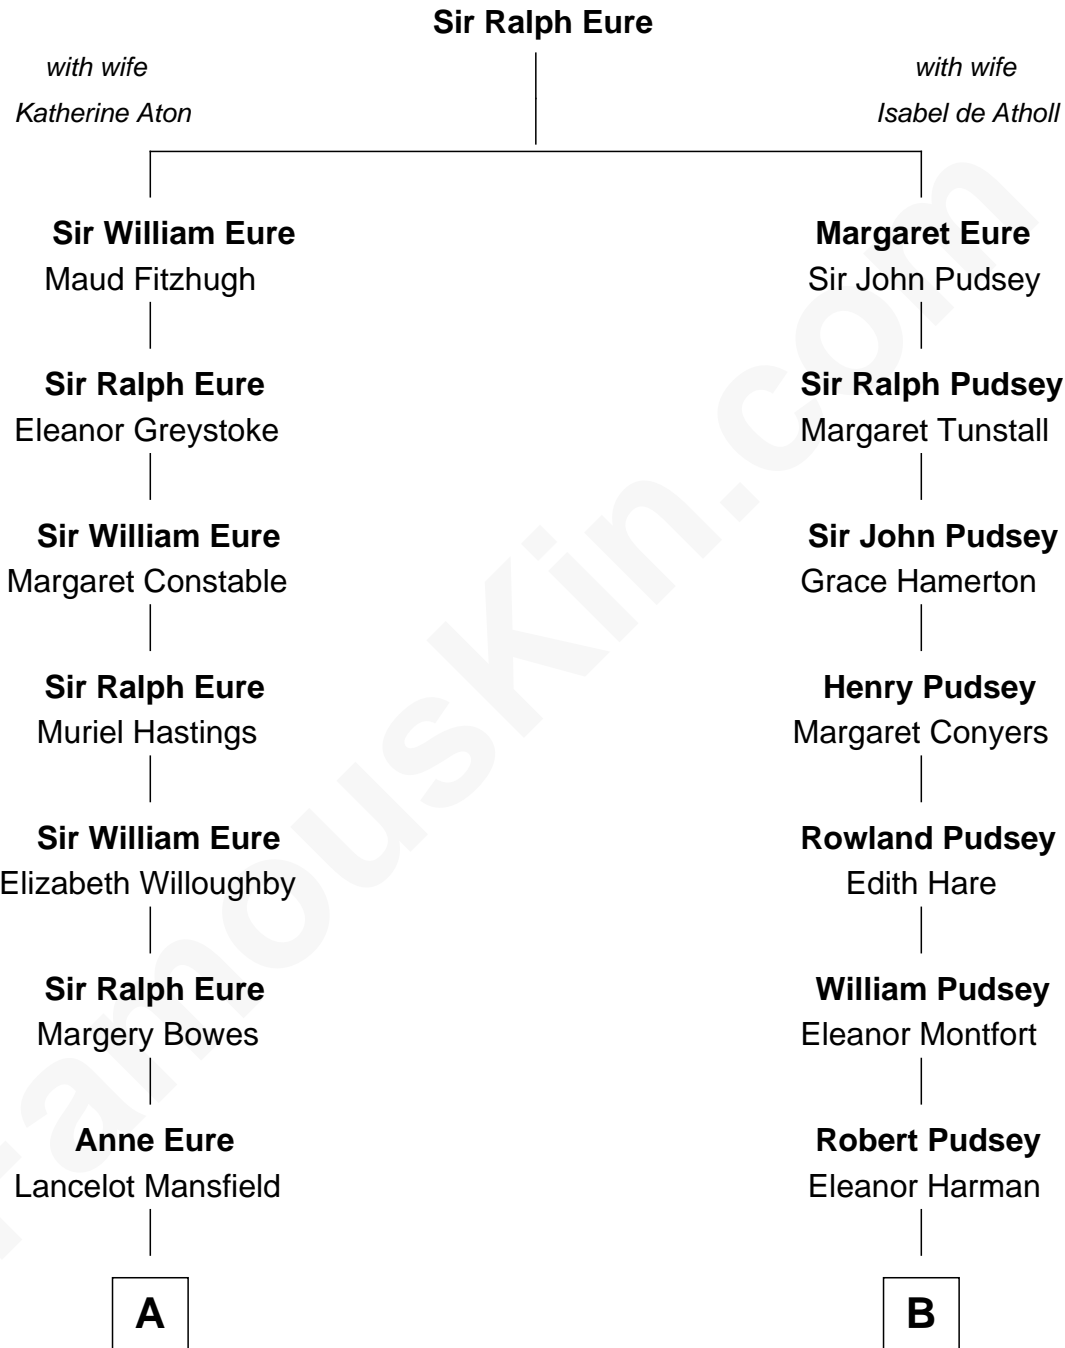 Sir Ralph Eure
with wife
Katherine Aton
with wife
Isabel de Atholl
Sir William Eure
Maud Fitzhugh
Margaret Eure
Sir John Pudsey
Sir Ralph Eure
Eleanor Greystoke
Sir Ralph Pudsey
Margaret Tunstall
Sir William Eure
Margaret Constable
Sir John Pudsey
Grace Hamerton
Sir Ralph Eure
Muriel Hastings
Henry Pudsey
Margaret Conyers
Sir William Eure
Elizabeth Willoughby
Rowland Pudsey
Edith Hare
Sir Ralph Eure
Margery Bowes
William Pudsey
Eleanor Montfort
Anne Eure
Lancelot Mansfield
Robert Pudsey
Eleanor Harman
A
B
FamousKin.com